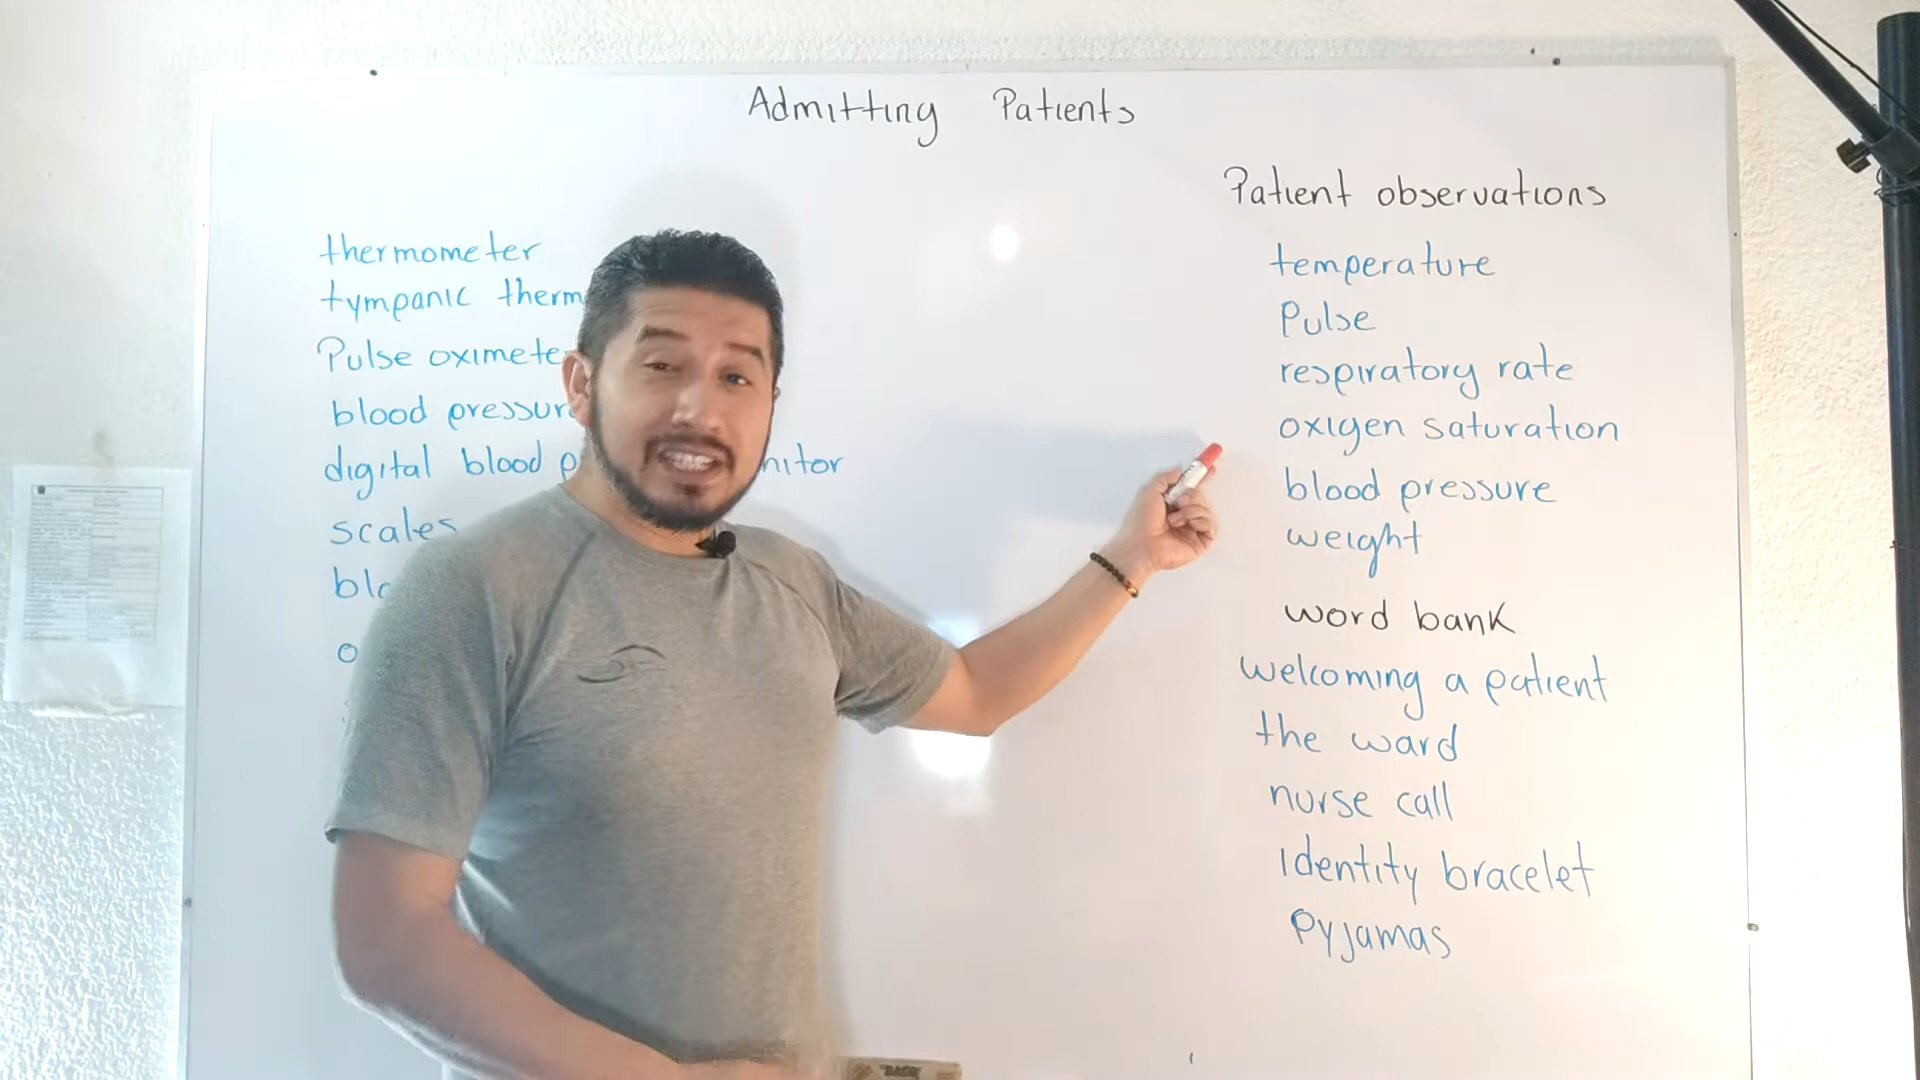 Admitting Patients
thermometer
tympanic therm
Pulse oximete
blood pressur
digital blood p nitor
scales
Patient observations
temperature
Pulse
respiratory rate
oxigen saturation
blood pressure
weight
word bank
welcoming a patient
the ward
nurse call
identity bracelet
Pyjamas